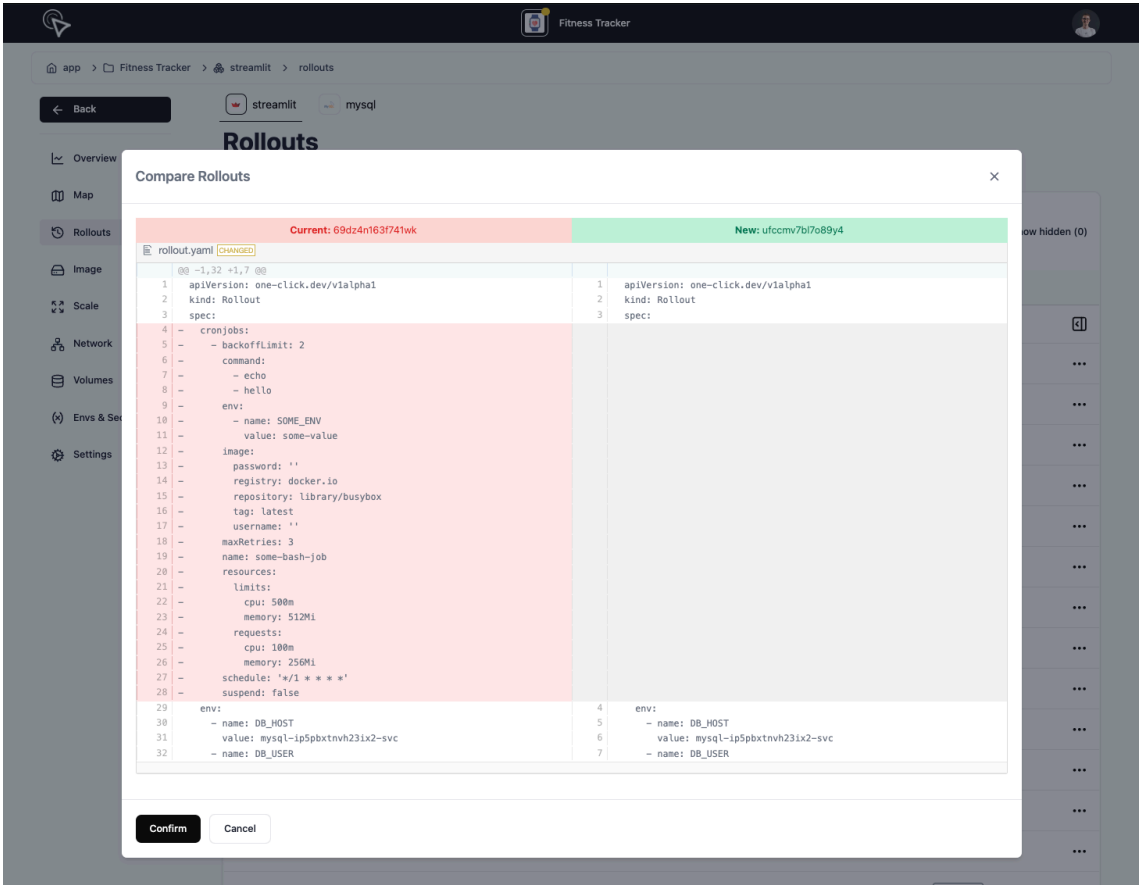 Fitness Tracker
app > Fitness Tracker > streamlit > rollouts
← Back
streamlit mysql
Rollouts
Overview
Map
Rollouts
Image
Scale
Network
Volumes
Envs & Sec
Settings
ow hidden (0)
Compare Rollouts
Current: 69dz4n163f741wk New: ufccmv7bl7o89y4
rollout.yaml CHANGED
@@ -1,32 +1,7 @@
1 apiVersion: one-click.dev/v1alpha1 1 apiVersion: one-click.dev/v1alpha1
2 kind: Rollout 2 kind: Rollout
3 spec: 3 spec:
4 - cronjobs:
5 - - backoffLimit: 2
6 - command:
7 - - echo
8 - - hello
9 - env:
10 - - name: SOME_ENV
11 - value: some-value
12 - image:
13 - password: ''
14 - registry: docker.io
15 - repository: library/busybox
16 - tag: latest
17 - username: ''
18 - maxRetries: 3
19 - name: some-bash-job
20 - resources:
21 - limits:
22 - cpu: 500m
23 - memory: 512Mi
24 - requests:
25 - cpu: 100m
26 - memory: 256Mi
27 - schedule: '*/1 * * * *'
28 - suspend: false
29 env: 4 env:
30 - name: DB_HOST 5 - name: DB_HOST
31 value: mysql-ip5pbxtnvh23ix2-svc 6 value: mysql-ip5pbxtnvh23ix2-svc
32 - name: DB_USER 7 - name: DB_USER
Confirm Cancel